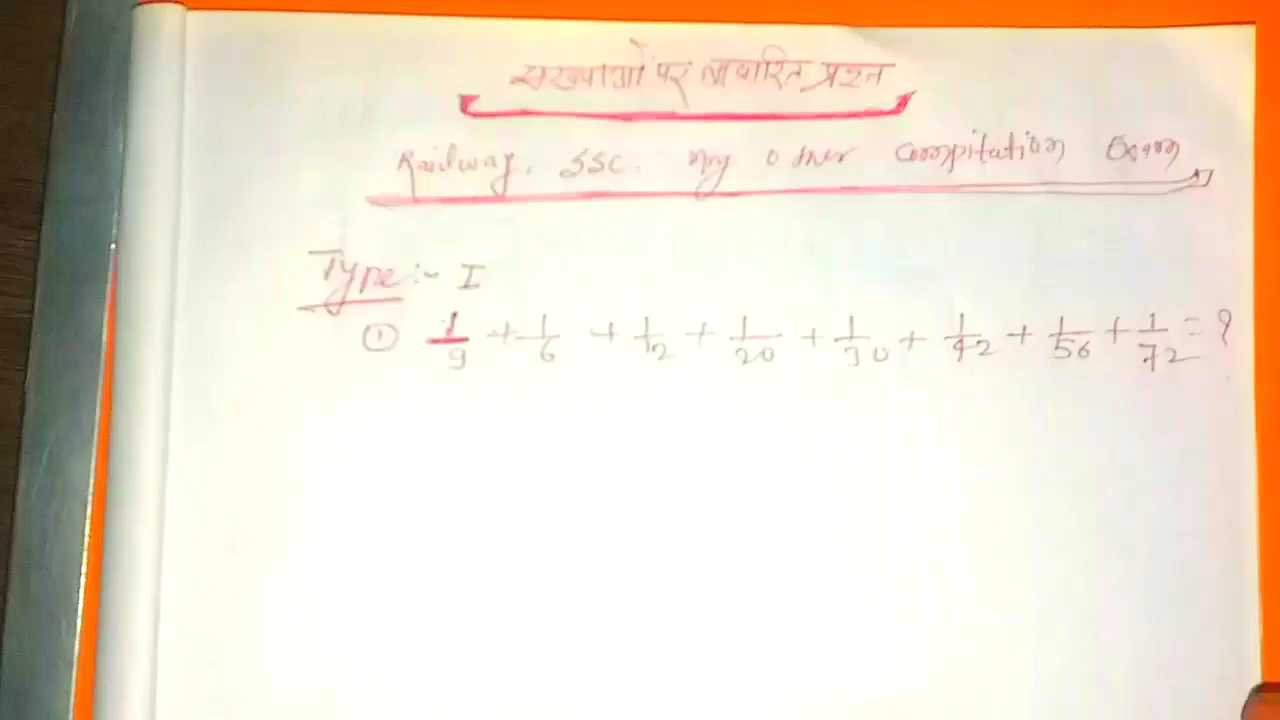 सख्याओं पर आधारित प्रश्न
Railway, SSC. other Compitation Exam
Type:- I
① 1/9 + 1/6 + 1/12 + 1/20 + 1/30 + 1/42 + 1/56 + 1/72 = ?